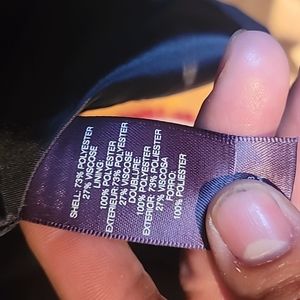 SHELL: 73% POLYESTER
27% VISCOSE
LINING:
100% POLYESTER
EXTERIEUR: 73% POLYESTER
27% VISCOSE
DOUBLURE:
100% POLYESTER
EXTERIOR: 73% POLIESTER
27% VISCOSA
FORRO:
100% POLIESTER